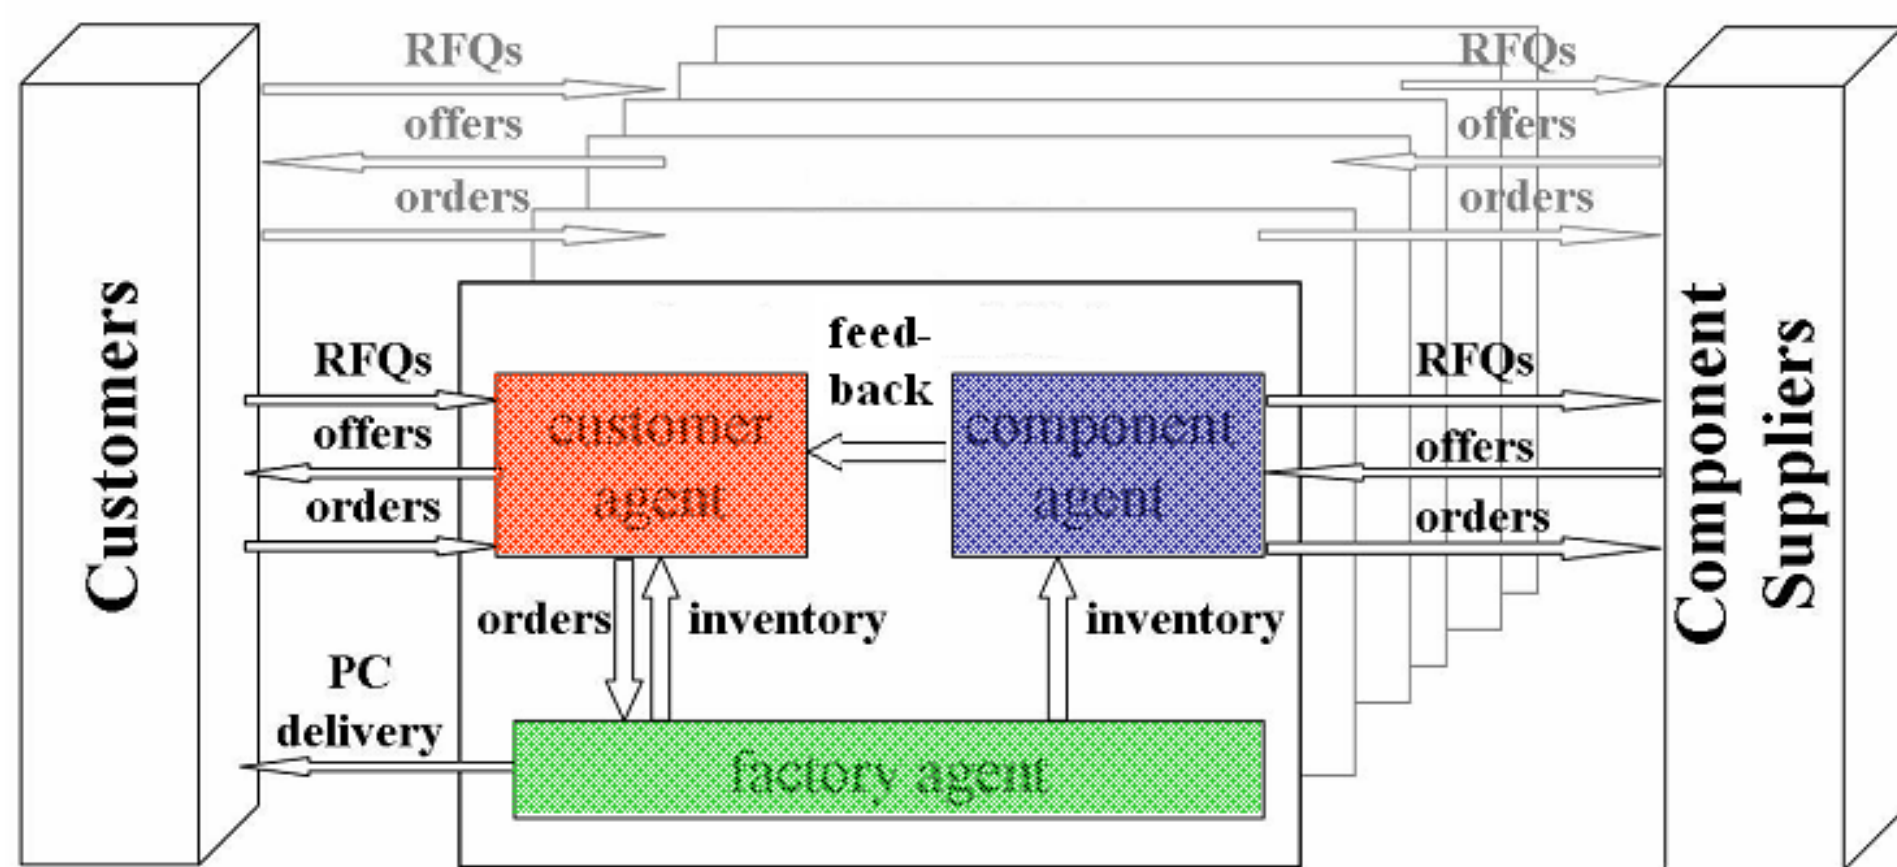 RFQs
offers
orders
RFQs
offers
orders
Customers
RFQs
offers
orders
PC
delivery
feed-
back
customer
agent
component
agent
orders
inventory
inventory
factory agent
RFQs
offers
orders
Component
Suppliers